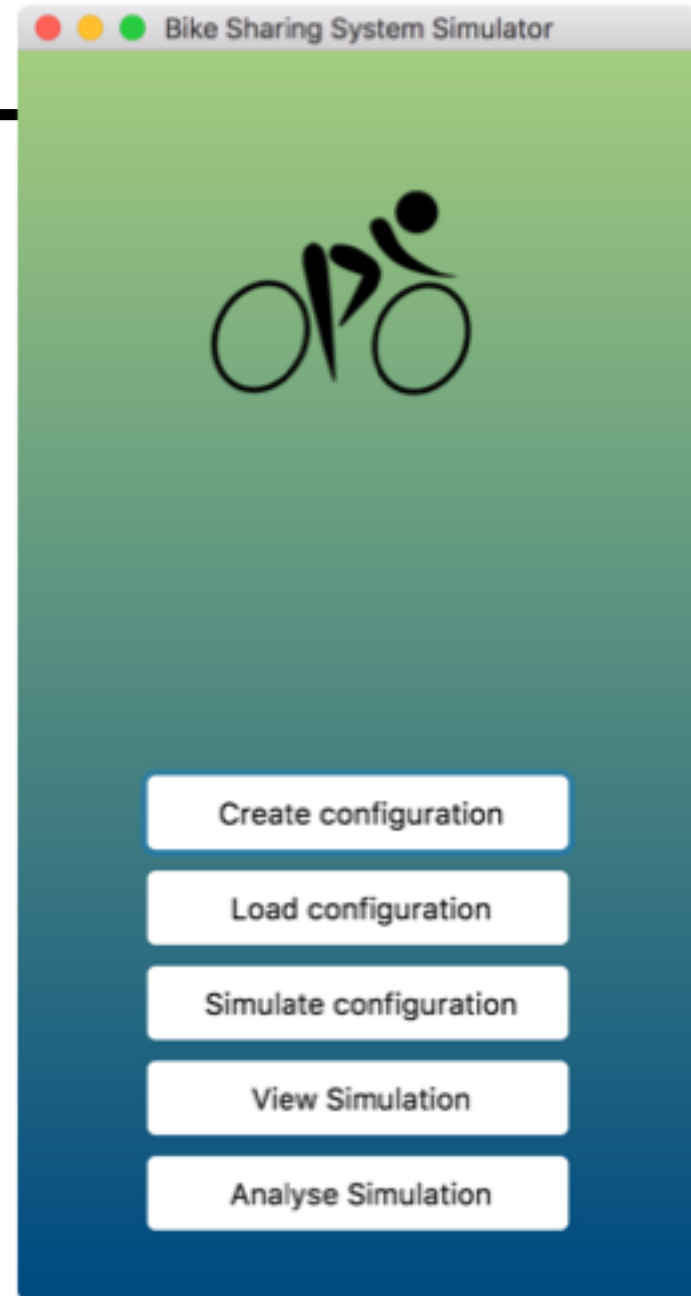 Bike Sharing System Simulator
Create configuration
Load configuration
Simulate configuration
View Simulation
Analyse Simulation